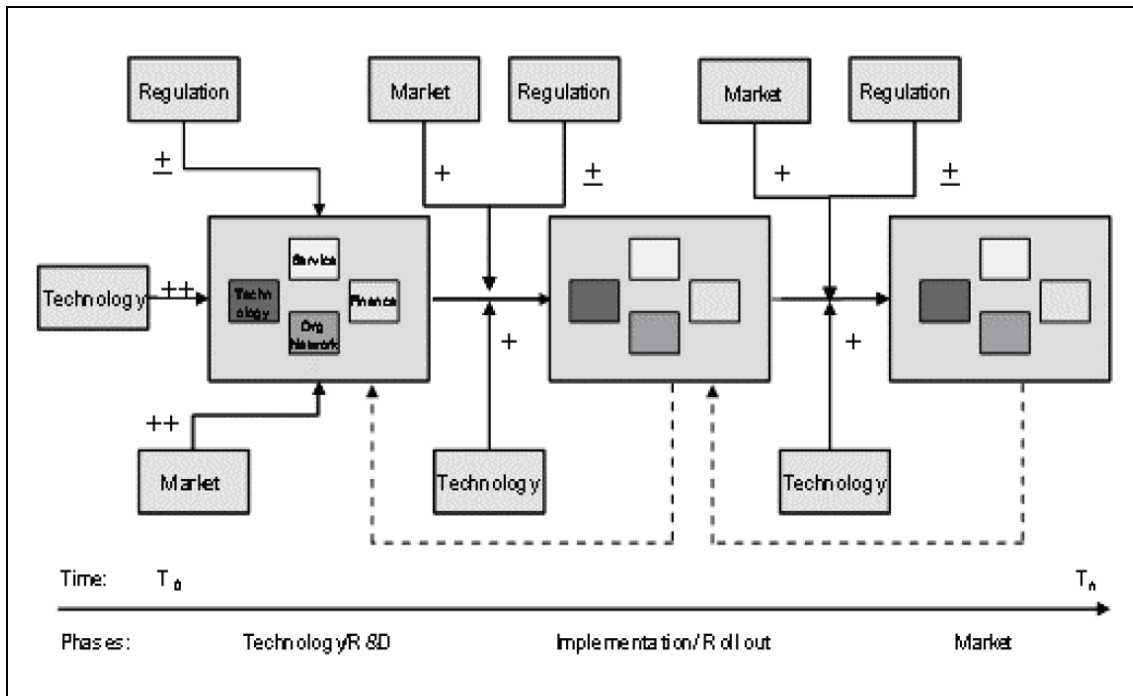 Regulation
Market
Regulation
Market
Regulation
±
+
±
+
±
Technology
++
Service
Techn
ology
Finance
Org
Network
+
+
++
Market
Technology
Technology
Time:
T0
Tn
Phases:
Technology/R&D
Implementation/Roll out
Market